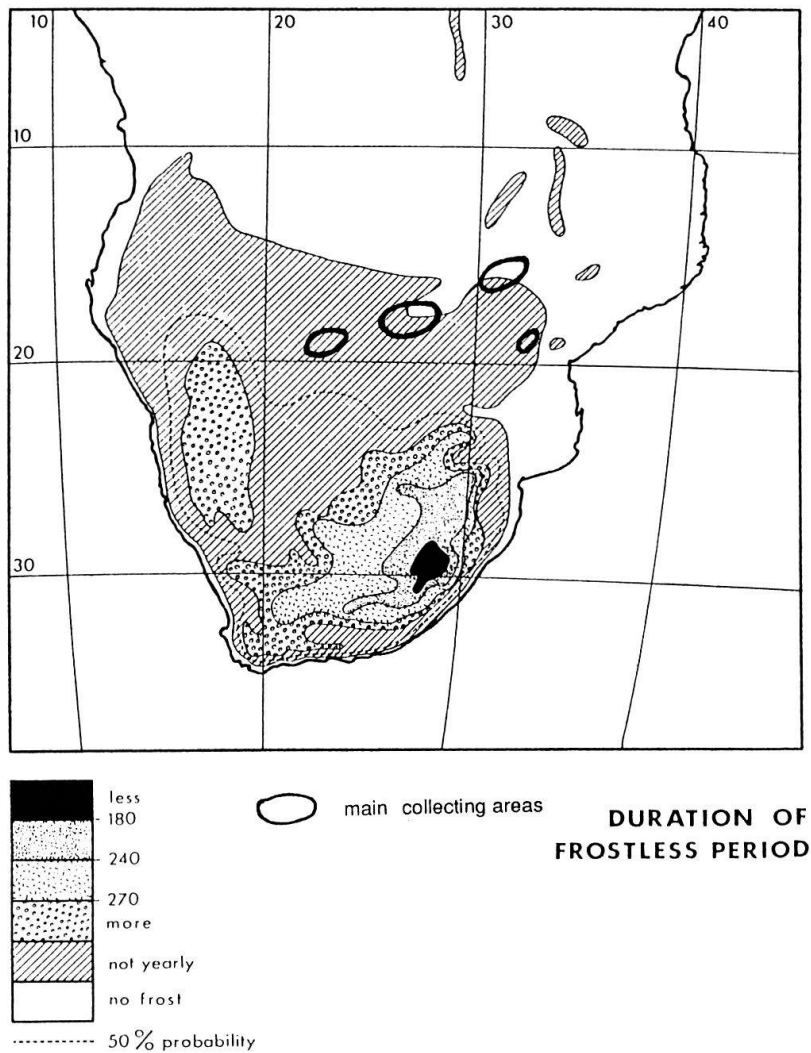 10 20 30 40
10
20
30
less
180
240
270
more
not yearly
no frost
50% probability
main collecting areas
DURATION OF
FROSTLESS PERIOD